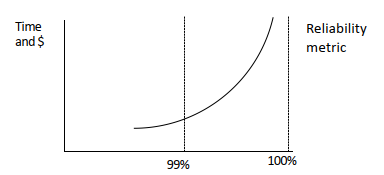 Time
and $
Reliability
metric
99%
100%